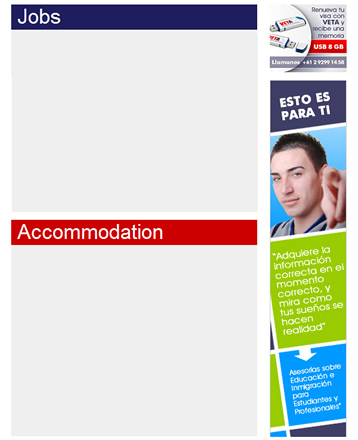 Jobs
Accommodation
Renueva tu
visa con
VETA y
recibe una
memoria
USB 8 GB
VETA
Llamanos +61 2 9299 14 58
ESTO ES
PARA TI
"Adquiere la
información
correcta en el
momento
correcto, y
mira como
tus sueños se
hacen
realidad"
Asesorías sobre
Educación e
Inmigración
para
Estudiantes y
Profesionales"